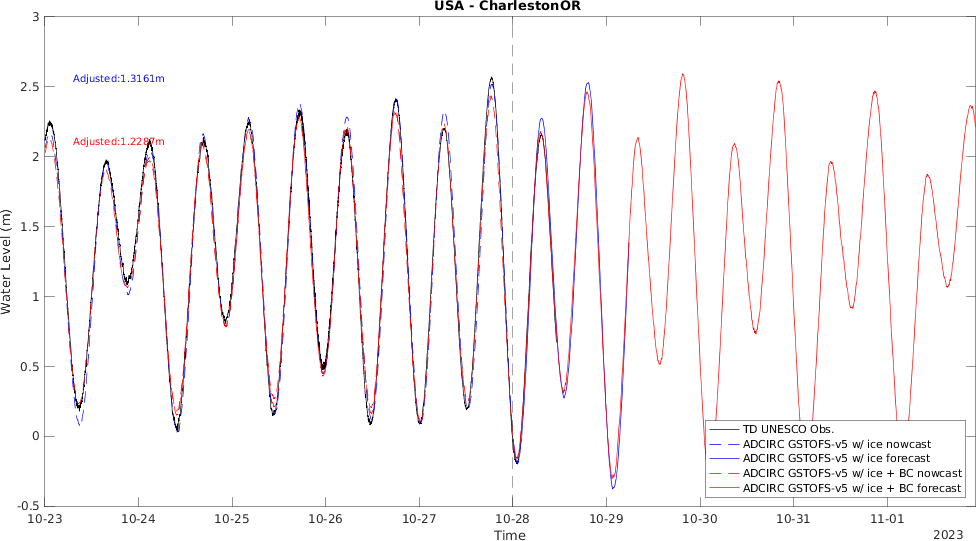 USA - CharlestonOR
3
2.5
2
1.5
1
0.5
0
-0.5
Water Level (m)
Adjusted:1.3161m
Adjusted:1.2287m
TD UNESCO Obs.
ADCIRC GSTOFS-v5 w/ ice nowcast
ADCIRC GSTOFS-v5 w/ ice forecast
ADCIRC GSTOFS-v5 w/ ice + BC nowcast
ADCIRC GSTOFS-v5 w/ ice + BC forecast
10-23 10-24 10-25 10-26 10-27 10-28 10-29 10-30 10-31 11-01
Time
2023